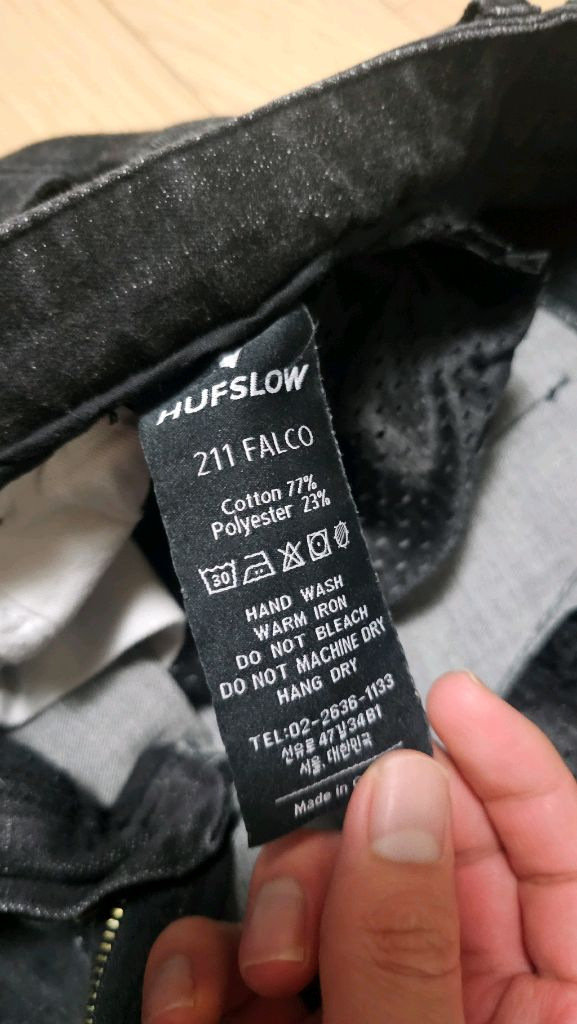 HUFSLOW
211 FALCO
Cotton 77%
Polyester 23%
30
HAND WASH
WARM IRON
DO NOT BLEACH
DO NOT MACHINE DRY
HANG DRY
TEL:02-2636-1133
선유로 47길34B1
서울, 대한민국
Made in